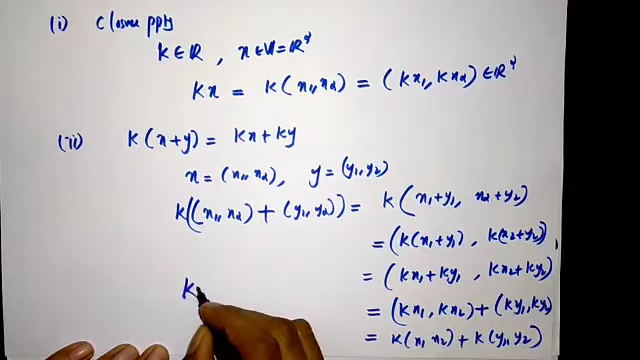 (i) Closure ppty
k ∈ ℝ , x ∈ V = ℝ²
kx = k(x₁, x₂) = (kx₁, kx₂) ∈ ℝ²
(ii) k(x+y) = kx + ky
x = (x₁, x₂), y = (y₁, y₂)
k((x₁, x₂) + (y₁, y₂)) = k(x₁+y₁, x₂+y₂)
= (k(x₁+y₁), k(x₂+y₂))
= (kx₁+ky₁, kx₂+ky₂)
= (kx₁, kx₂) + (ky₁, ky₂)
= k(x₁, x₂) + k(y₁, y₂)
k